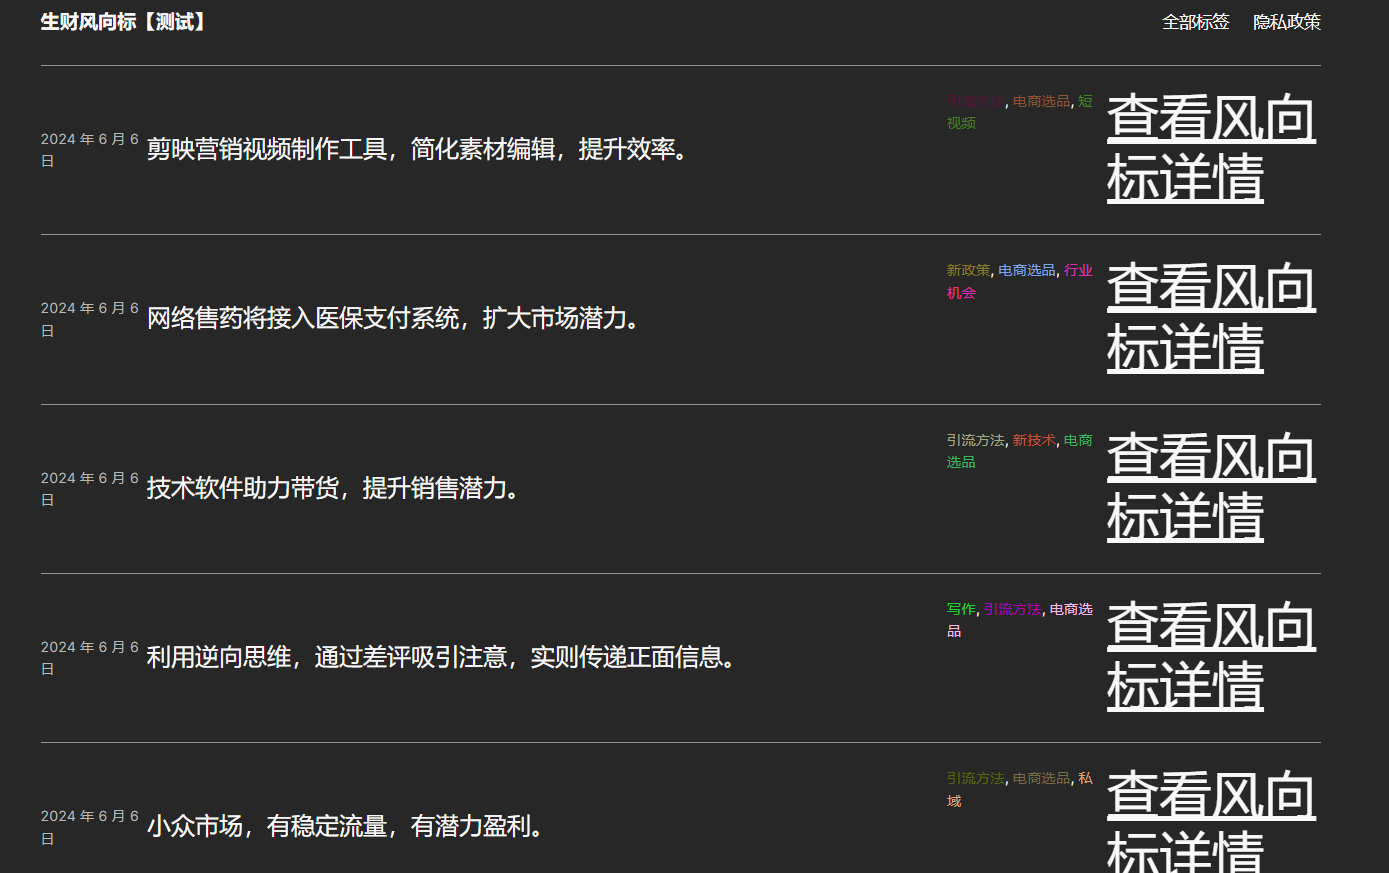 生财风向标【测试】
全部标签 隐私政策
2024 年 6 月 6
日
剪映营销视频制作工具，简化素材编辑，提升效率。
引流方法, 电商选品, 短
视频
查看风向
标详情
2024 年 6 月 6
日
网络售药将接入医保支付系统，扩大市场潜力。
新政策, 电商选品, 行业
机会
查看风向
标详情
2024 年 6 月 6
日
技术软件助力带货，提升销售潜力。
引流方法, 新技术, 电商
选品
查看风向
标详情
2024 年 6 月 6
日
利用逆向思维，通过差评吸引注意，实则传递正面信息。
写作, 引流方法, 电商选
品
查看风向
标详情
2024 年 6 月 6
日
小众市场，有稳定流量，有潜力盈利。
引流方法, 电商选品, 私
域
查看风向
标详情